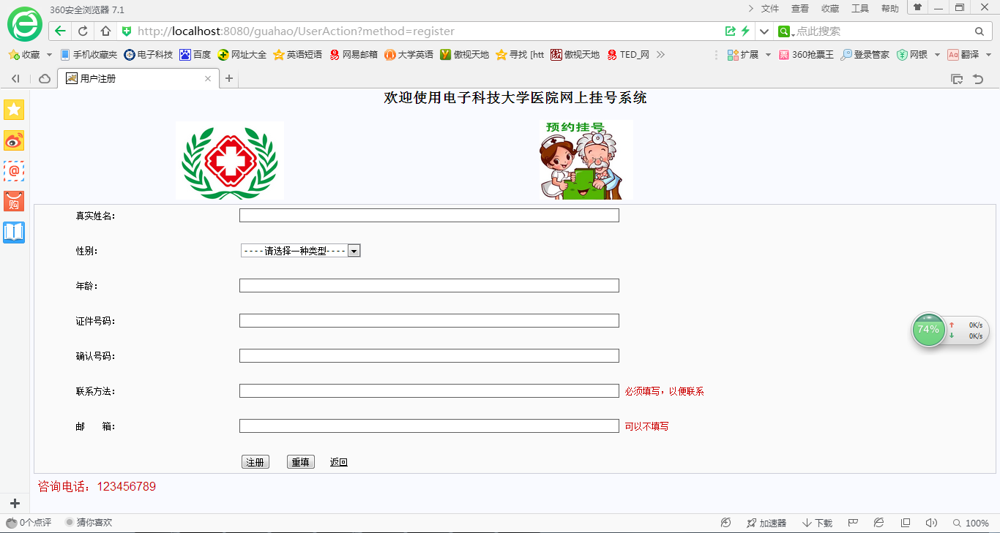 360安全浏览器 7.1
文件 查看 收藏 工具 帮助
http://localhost:8080/guahao/UserAction?method=register
点此搜索
收藏 手机收藏夹 电子科技 百度 网址大全 英语短语 网易邮箱 大学英语 傲视天地 寻找 [htt 傲视天地 TED_网 扩展 360抢票王 登录管家 网银 翻译
用户注册
欢迎使用电子科技大学医院网上挂号系统
预约挂号
购
真实姓名:
性别:
----请选择一种类型----
年龄:
证件号码:
确认号码:
联系方法: 必须填写，以便联系
邮 箱: 可以不填写
注册 重填 返回
74%
0K/s
0K/s
咨询电话：123456789
0个点评 猜你喜欢 加速器 下载 100%